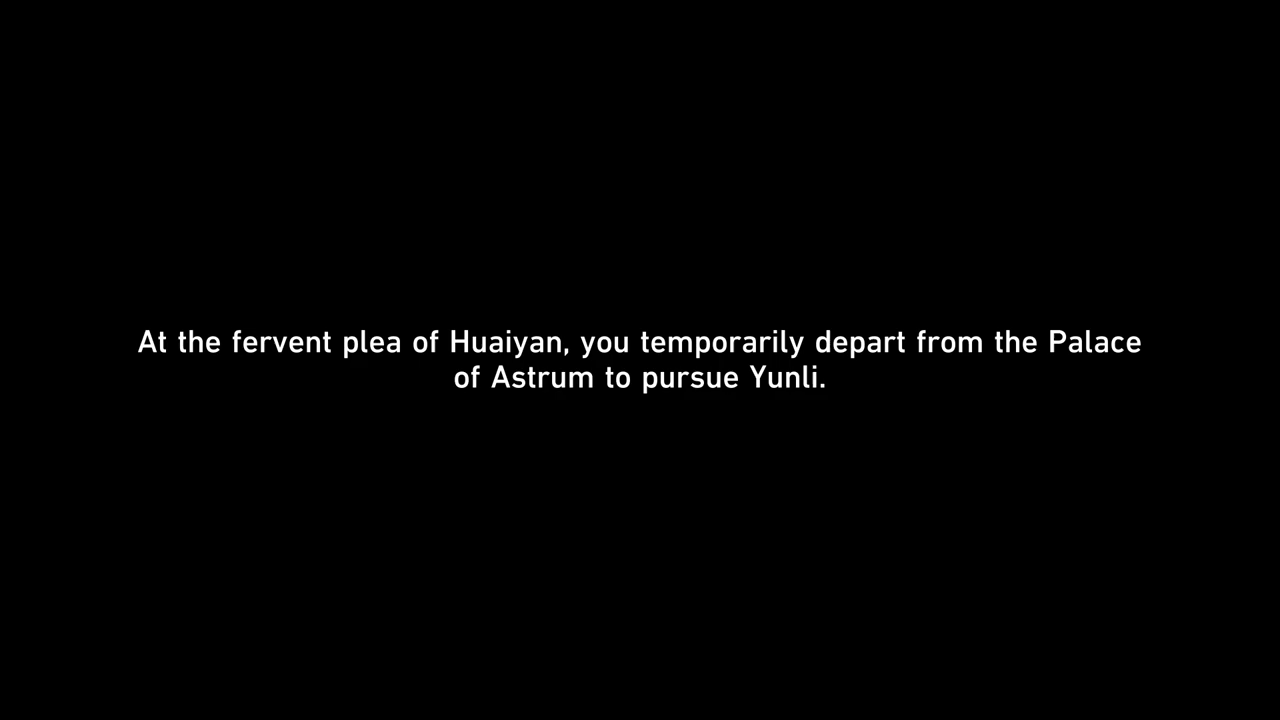 At the fervent plea of Huaiyan, you temporarily depart from the Palace
of Astrum to pursue Yunli.